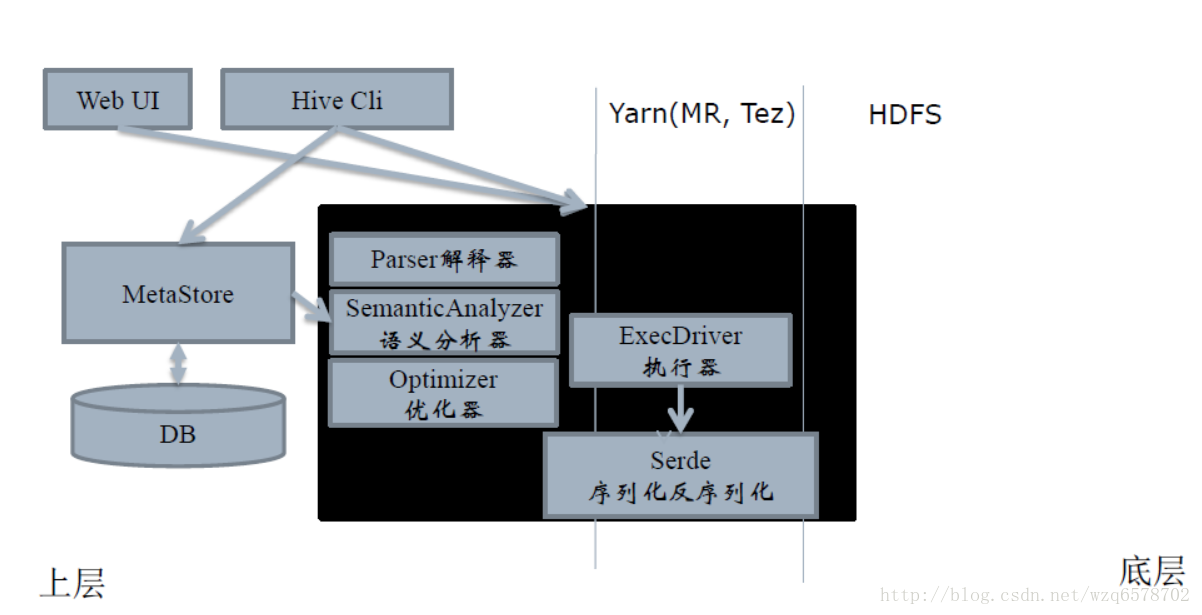 Web UI
Hive Cli
Yarn(MR, Tez)
HDFS
Parser解释器
MetaStore
SemanticAnalyzer
语义分析器
ExecDriver
执行器
Optimizer
优化器
DB
Serde
序列化反序列化
上层
底层
http://blog.csdn.net/wzq6578702